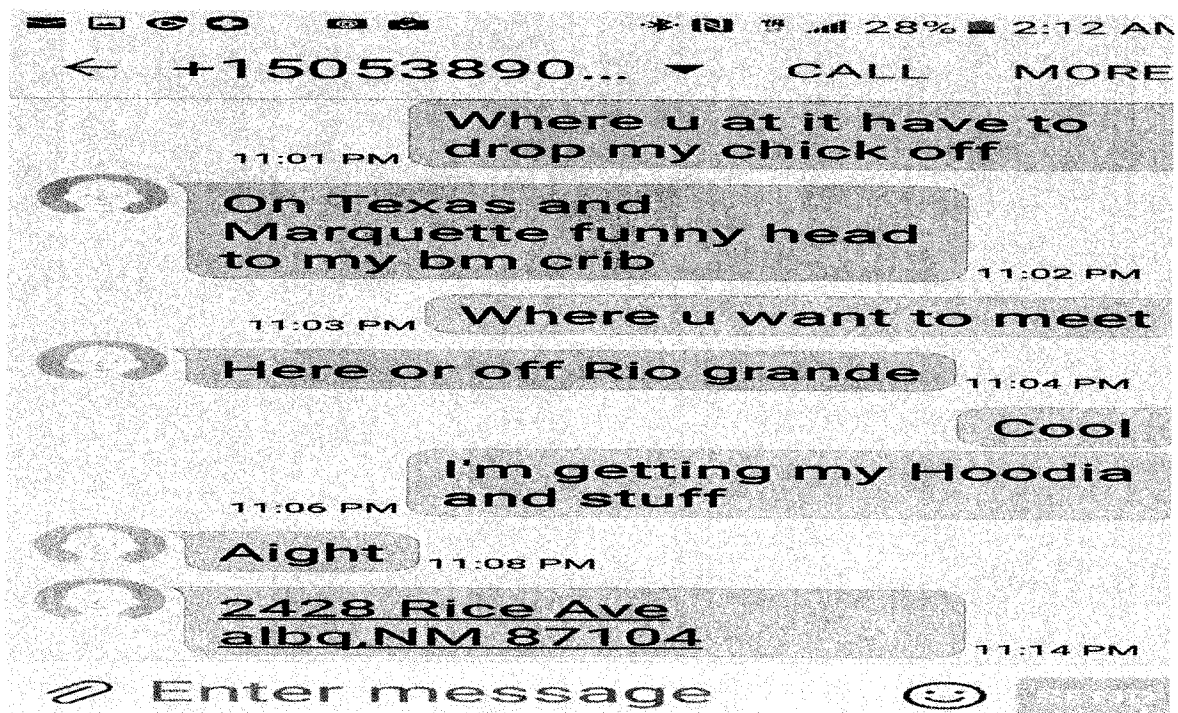 28% 2:12 AM
+15053890... CALL MORE
Where u at it have to
drop my chick off
11:01 PM
On Texas and
Marquette funny head
to my bm crib
11:02 PM
Where u want to meet
11:03 PM
Here or off Rio grande
11:04 PM
Cool
I'm getting my Hoodia
and stuff
11:06 PM
Aight
11:08 PM
2428 Rice Ave
albq,NM 87104
11:14 PM
Enter message